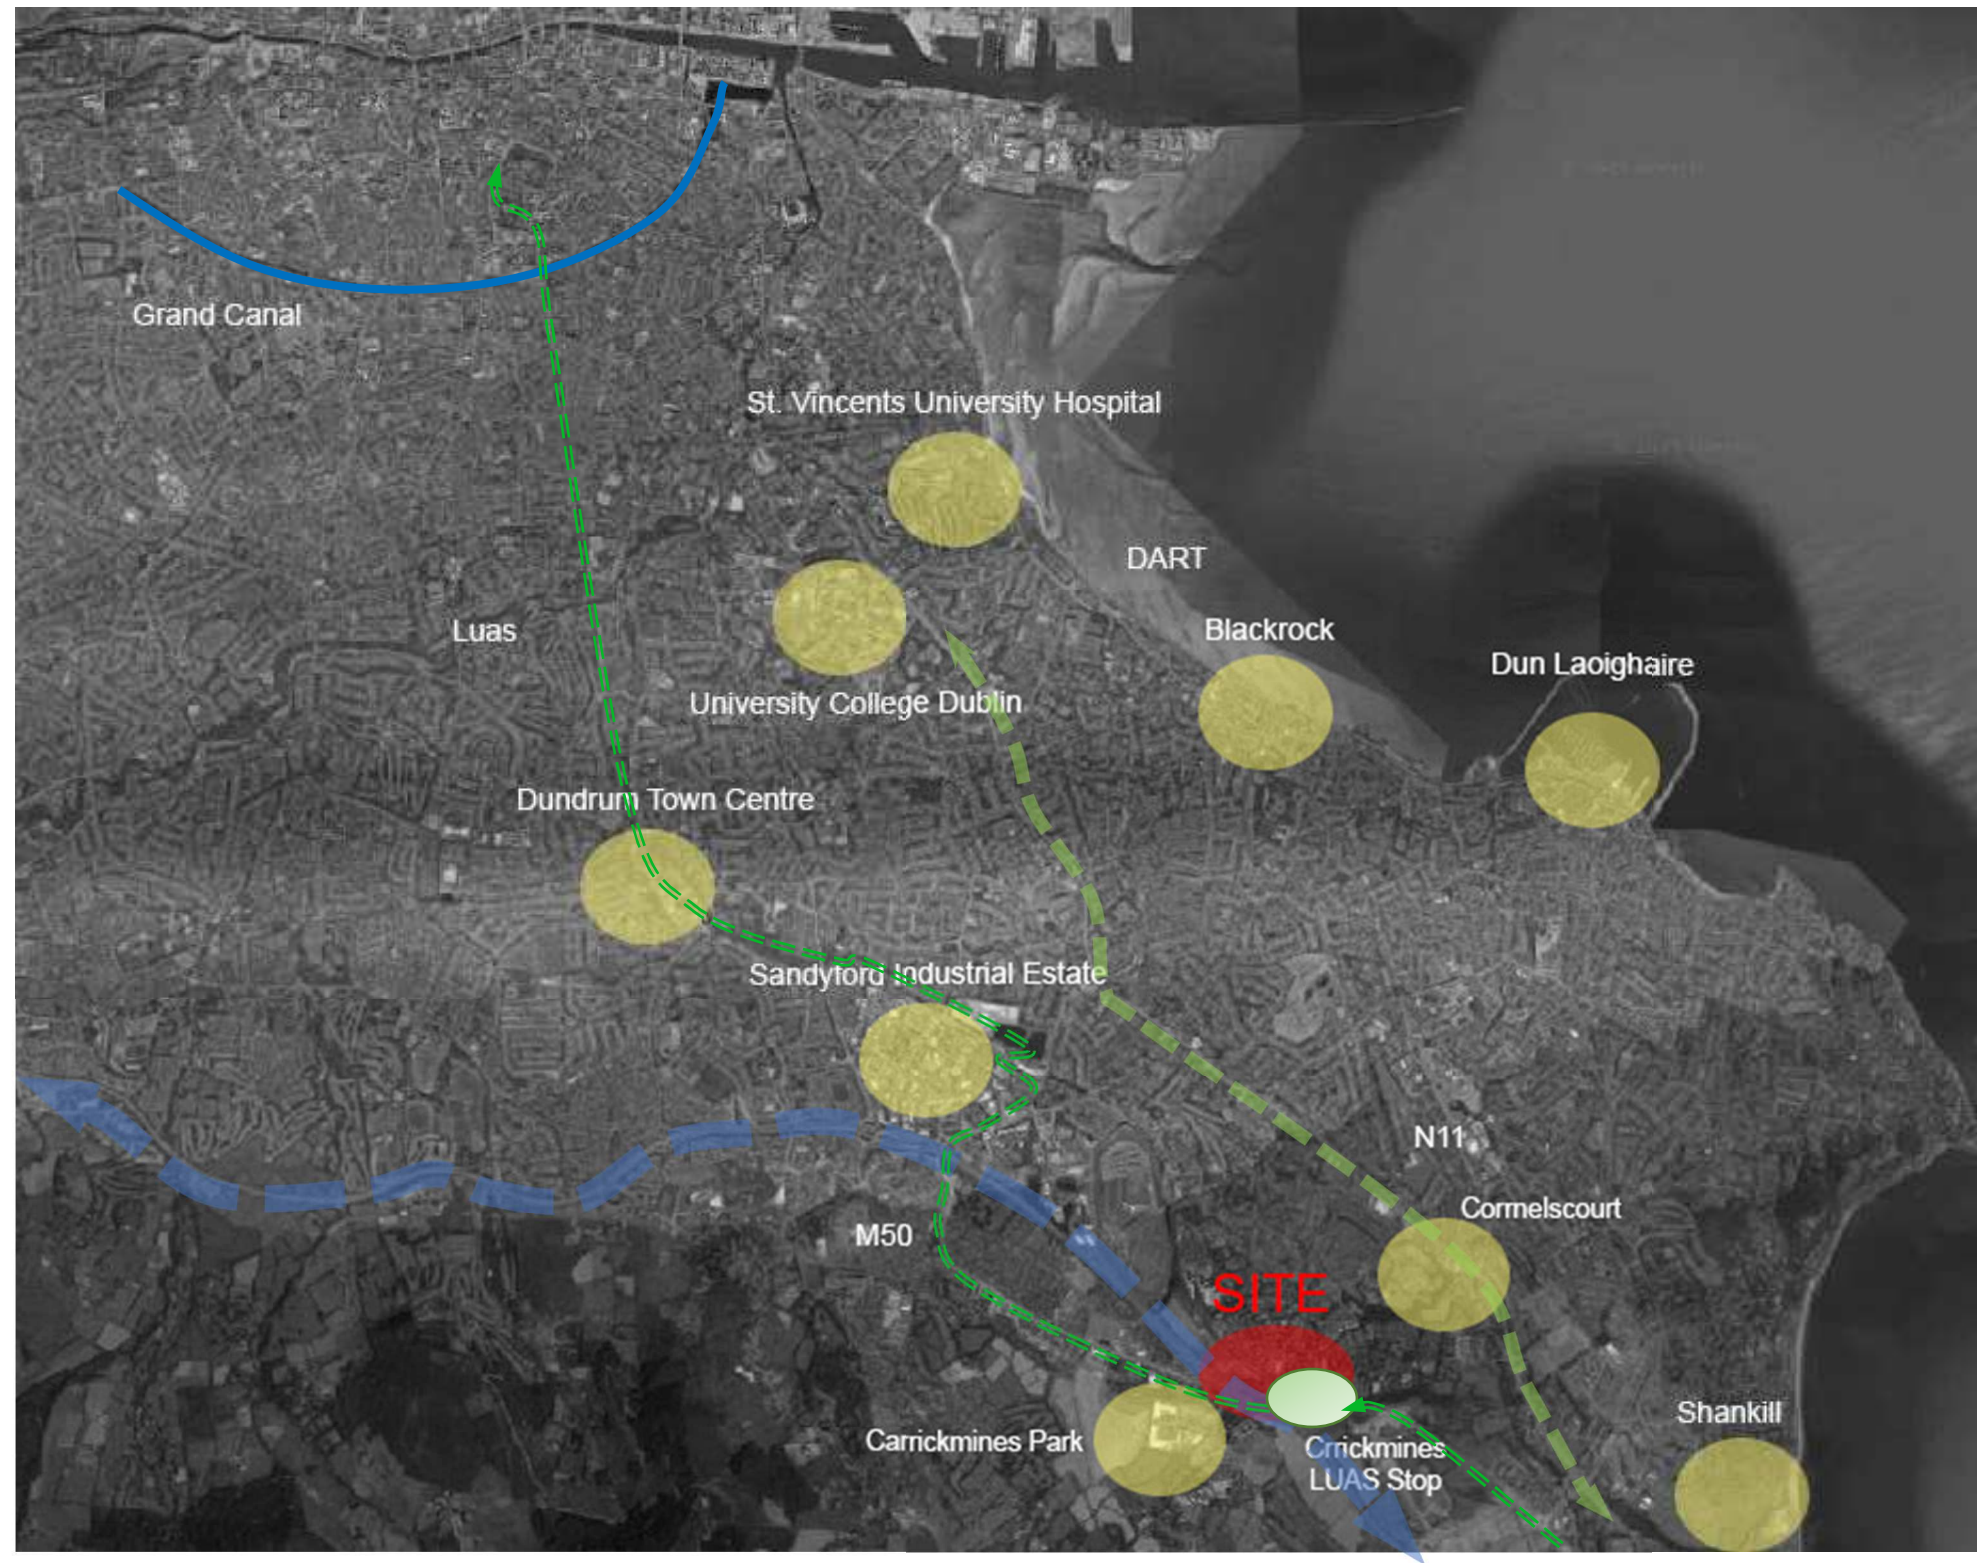 Grand Canal
St. Vincents University Hospital
DART
Luas
Blackrock
Dun Laoighaire
University College Dublin
Dundrum Town Centre
Sandyford Industrial Estate
N11
Cornelscourt
M50
SITE
Shankill
Carrickmines Park
Crrickmines
LUAS Stop